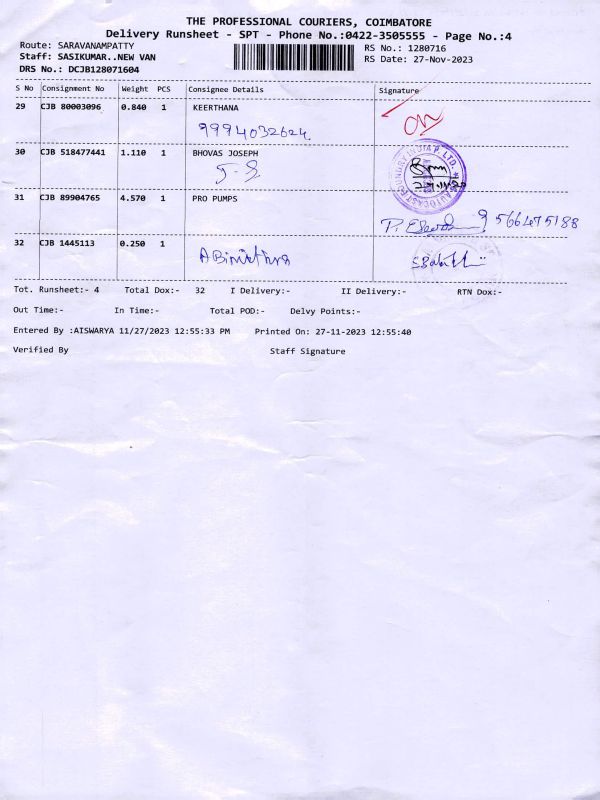 THE PROFESSIONAL COURIERS, COIMBATORE
Delivery Runsheet - SPT - Phone No.:0422-3505555 - Page No.:4
Route: SARAVANAMPATTY RS No.: 1280716
Staff: SASIKUMAR..NEW VAN RS Date: 27-Nov-2023
DRS No.: DCJB128071604
S No Consignment No Weight PCS Consignee Details Signature
29 CJB 80003096 0.840 1 KEERTHANA
9994032624
30 CJB 518477441 1.110 1 BHOVAS JOSEPH
31 CJB 89904765 4.570 1 PRO PUMPS
9566475188
32 CJB 1445113 0.250 1
Tot. Runsheet:- 4 Total Dox:- 32 I Delivery:- II Delivery:- RTN Dox:-
Out Time:- In Time:- Total POD:- Delvy Points:-
Entered By :AISWARYA 11/27/2023 12:55:33 PM Printed On: 27-11-2023 12:55:40
Verified By Staff Signature